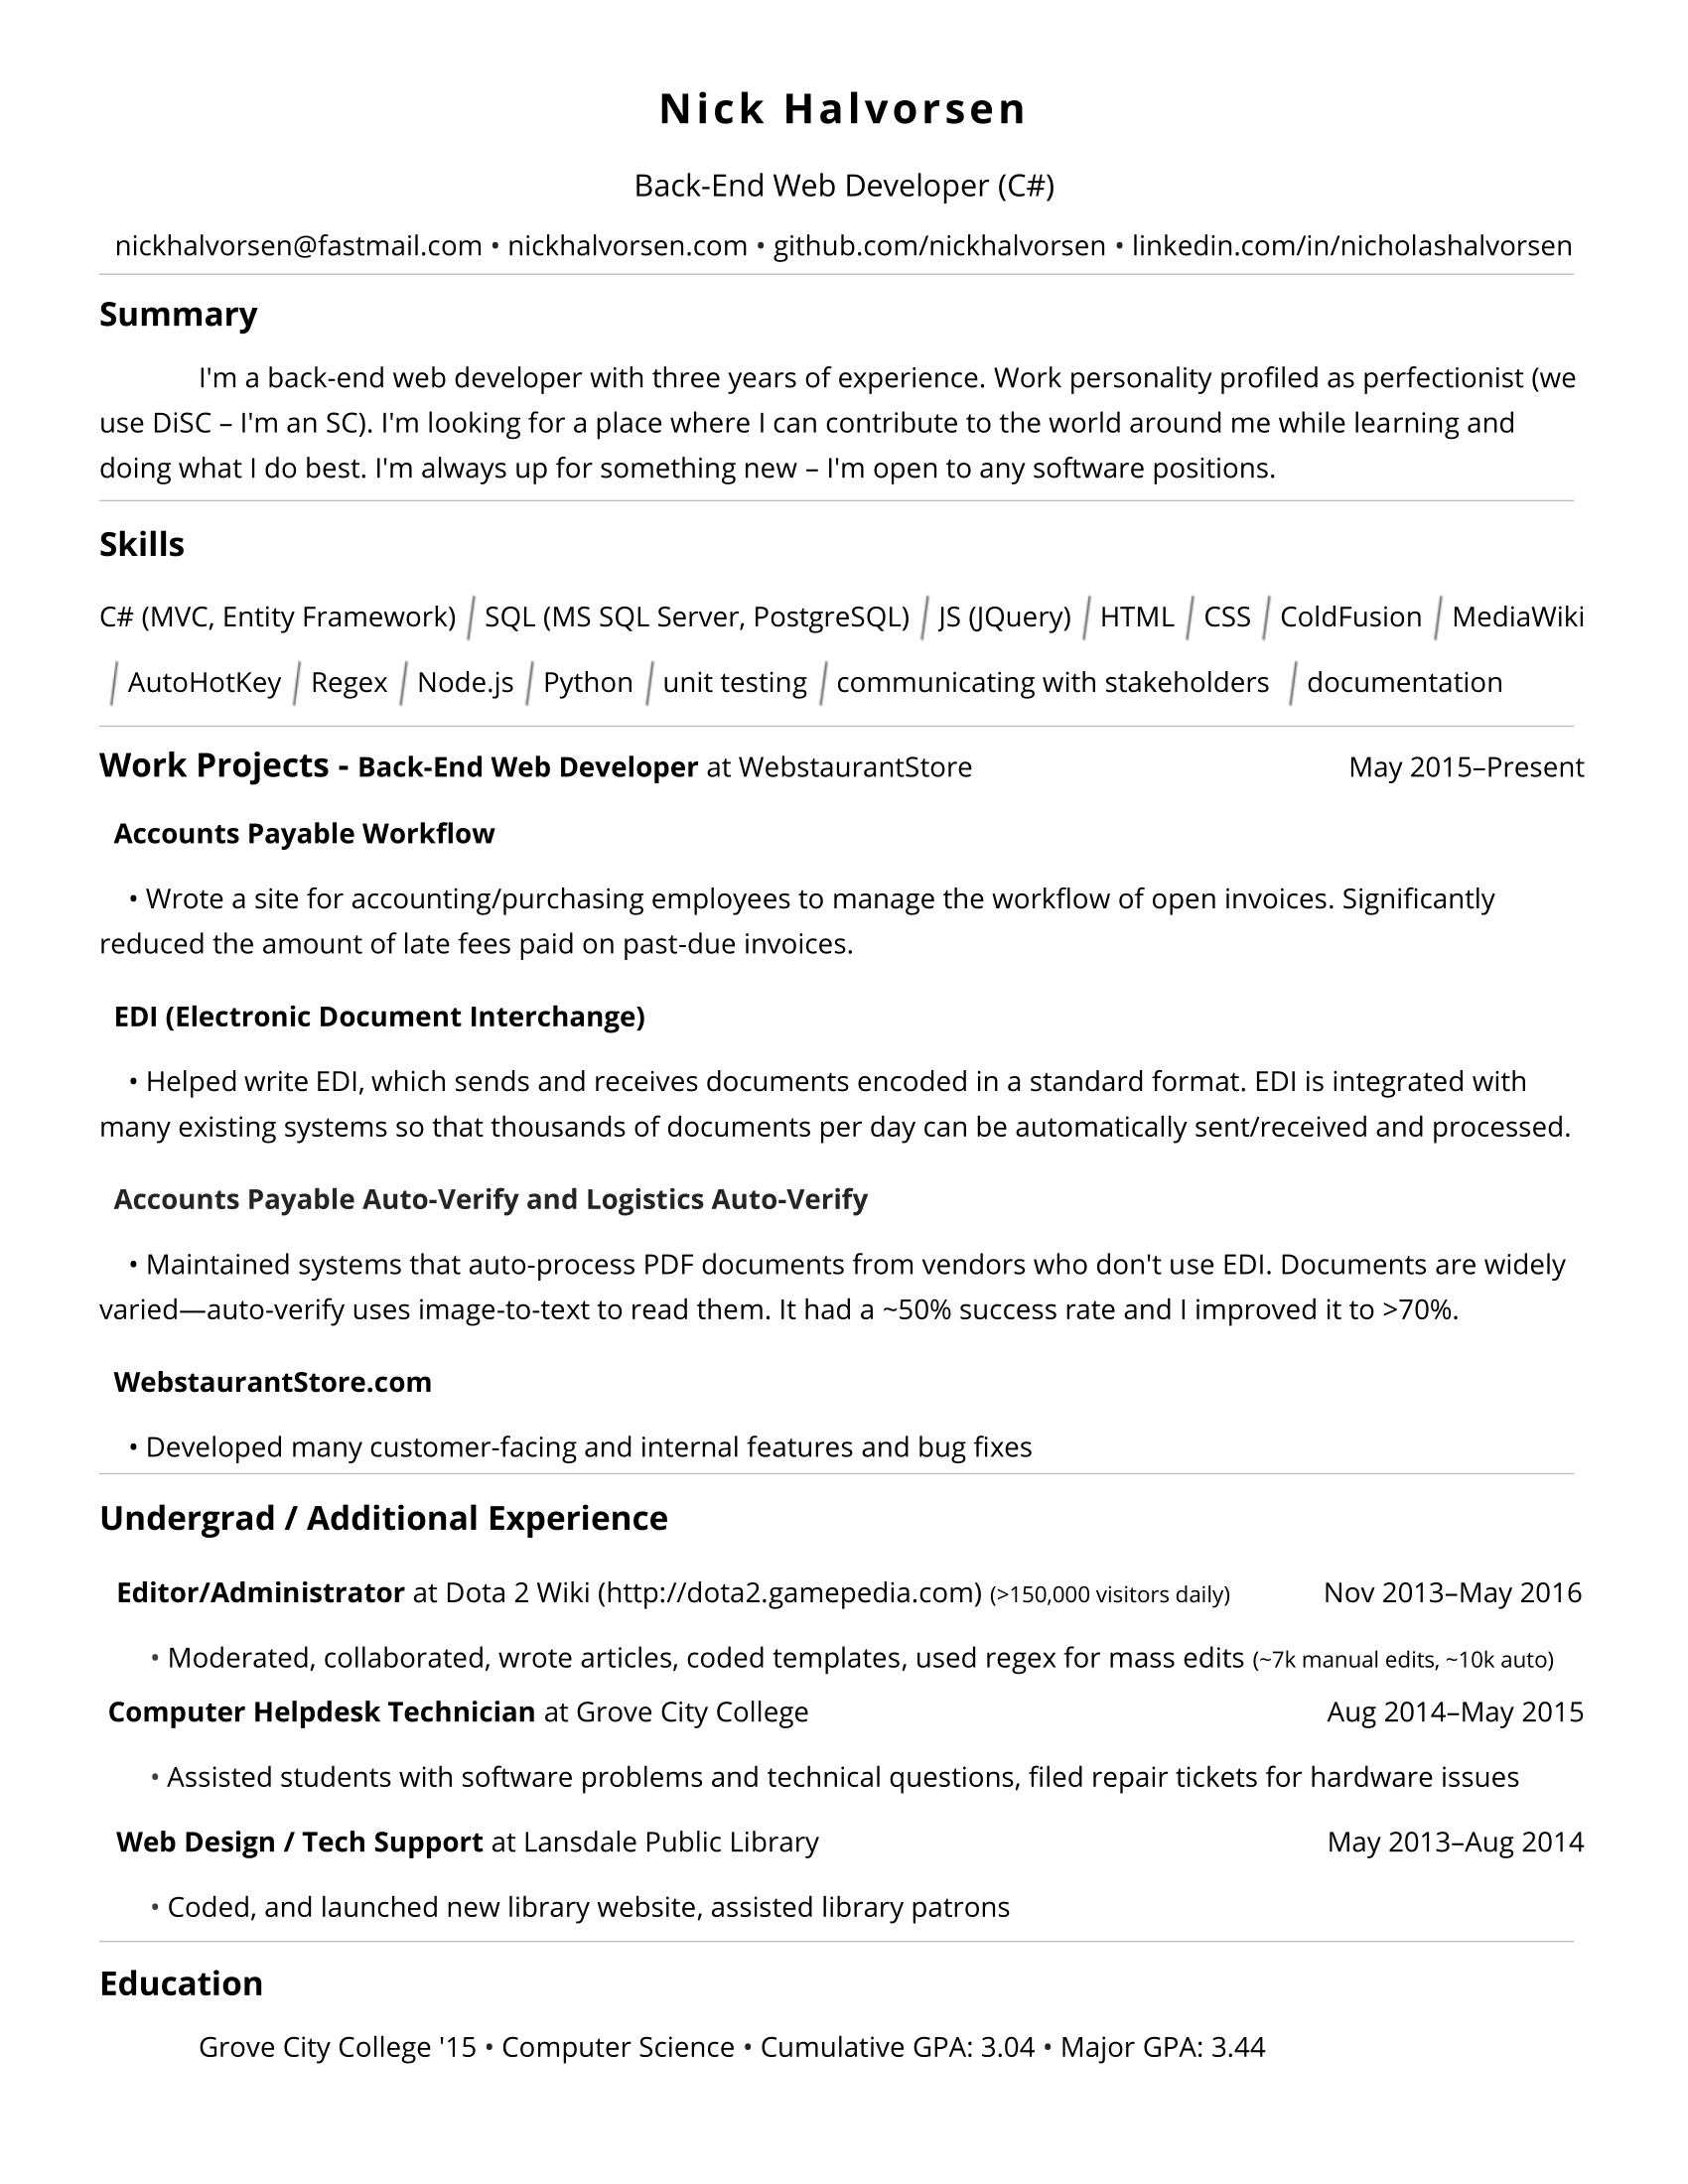 Nick Halvorsen
Back-End Web Developer (C#)
nickhalvorsen@fastmail.com • nickhalvorsen.com • github.com/nickhalvorsen • linkedin.com/in/nicholashalvorsen
Summary
I'm a back-end web developer with three years of experience. Work personality profiled as perfectionist (we
use DiSC – I'm an SC). I'm looking for a place where I can contribute to the world around me while learning and
doing what I do best. I'm always up for something new – I'm open to any software positions.
Skills
C# (MVC, Entity Framework) / SQL (MS SQL Server, PostgreSQL) / JS (JQuery) / HTML / CSS / ColdFusion / MediaWiki
/ AutoHotKey / Regex / Node.js / Python / unit testing / communicating with stakeholders / documentation
Work Projects - Back-End Web Developer at WebstaurantStore May 2015–Present
Accounts Payable Workflow
• Wrote a site for accounting/purchasing employees to manage the workflow of open invoices. Significantly
reduced the amount of late fees paid on past-due invoices.
EDI (Electronic Document Interchange)
• Helped write EDI, which sends and receives documents encoded in a standard format. EDI is integrated with
many existing systems so that thousands of documents per day can be automatically sent/received and processed.
Accounts Payable Auto-Verify and Logistics Auto-Verify
• Maintained systems that auto-process PDF documents from vendors who don't use EDI. Documents are widely
varied—auto-verify uses image-to-text to read them. It had a ~50% success rate and I improved it to >70%.
WebstaurantStore.com
• Developed many customer-facing and internal features and bug fixes
Undergrad / Additional Experience
Editor/Administrator at Dota 2 Wiki (http://dota2.gamepedia.com) (>150,000 visitors daily) Nov 2013–May 2016
• Moderated, collaborated, wrote articles, coded templates, used regex for mass edits (~7k manual edits, ~10k auto)
Computer Helpdesk Technician at Grove City College Aug 2014–May 2015
• Assisted students with software problems and technical questions, filed repair tickets for hardware issues
Web Design / Tech Support at Lansdale Public Library May 2013–Aug 2014
• Coded, and launched new library website, assisted library patrons
Education
Grove City College '15 • Computer Science • Cumulative GPA: 3.04 • Major GPA: 3.44